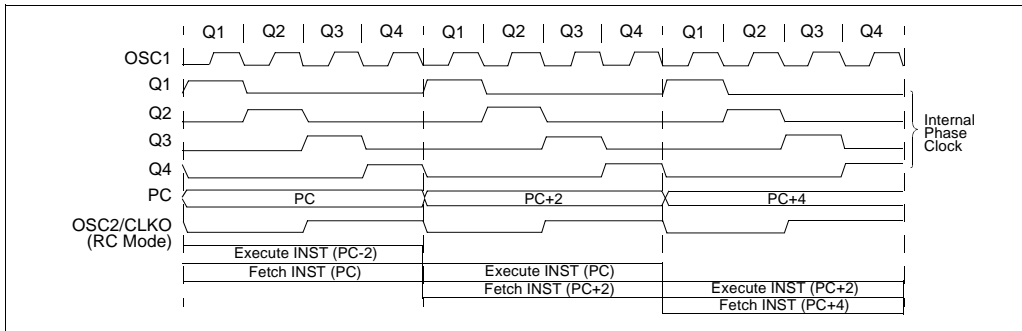 Q1 Q2 Q3 Q4 Q1 Q2 Q3 Q4 Q1 Q2 Q3 Q4
OSC1
Q1
Q2
Q3
Q4
Internal
Phase
Clock
PC PC PC+2 PC+4
OSC2/CLKO
(RC Mode)
Execute INST (PC-2)
Fetch INST (PC) Execute INST (PC)
Fetch INST (PC+2) Execute INST (PC+2)
Fetch INST (PC+4)